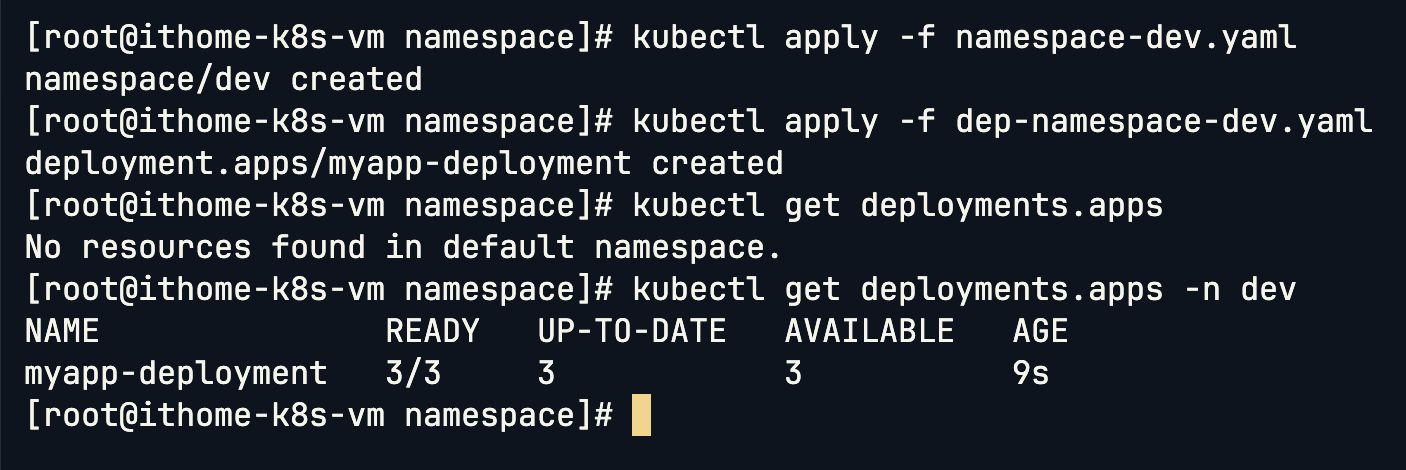 [root@ithome-k8s-vm namespace]# kubectl apply -f namespace-dev.yaml
namespace/dev created
[root@ithome-k8s-vm namespace]# kubectl apply -f dep-namespace-dev.yaml
deployment.apps/myapp-deployment created
[root@ithome-k8s-vm namespace]# kubectl get deployments.apps
No resources found in default namespace.
[root@ithome-k8s-vm namespace]# kubectl get deployments.apps -n dev
NAME               READY   UP-TO-DATE   AVAILABLE   AGE
myapp-deployment   3/3     3            3           9s
[root@ithome-k8s-vm namespace]#